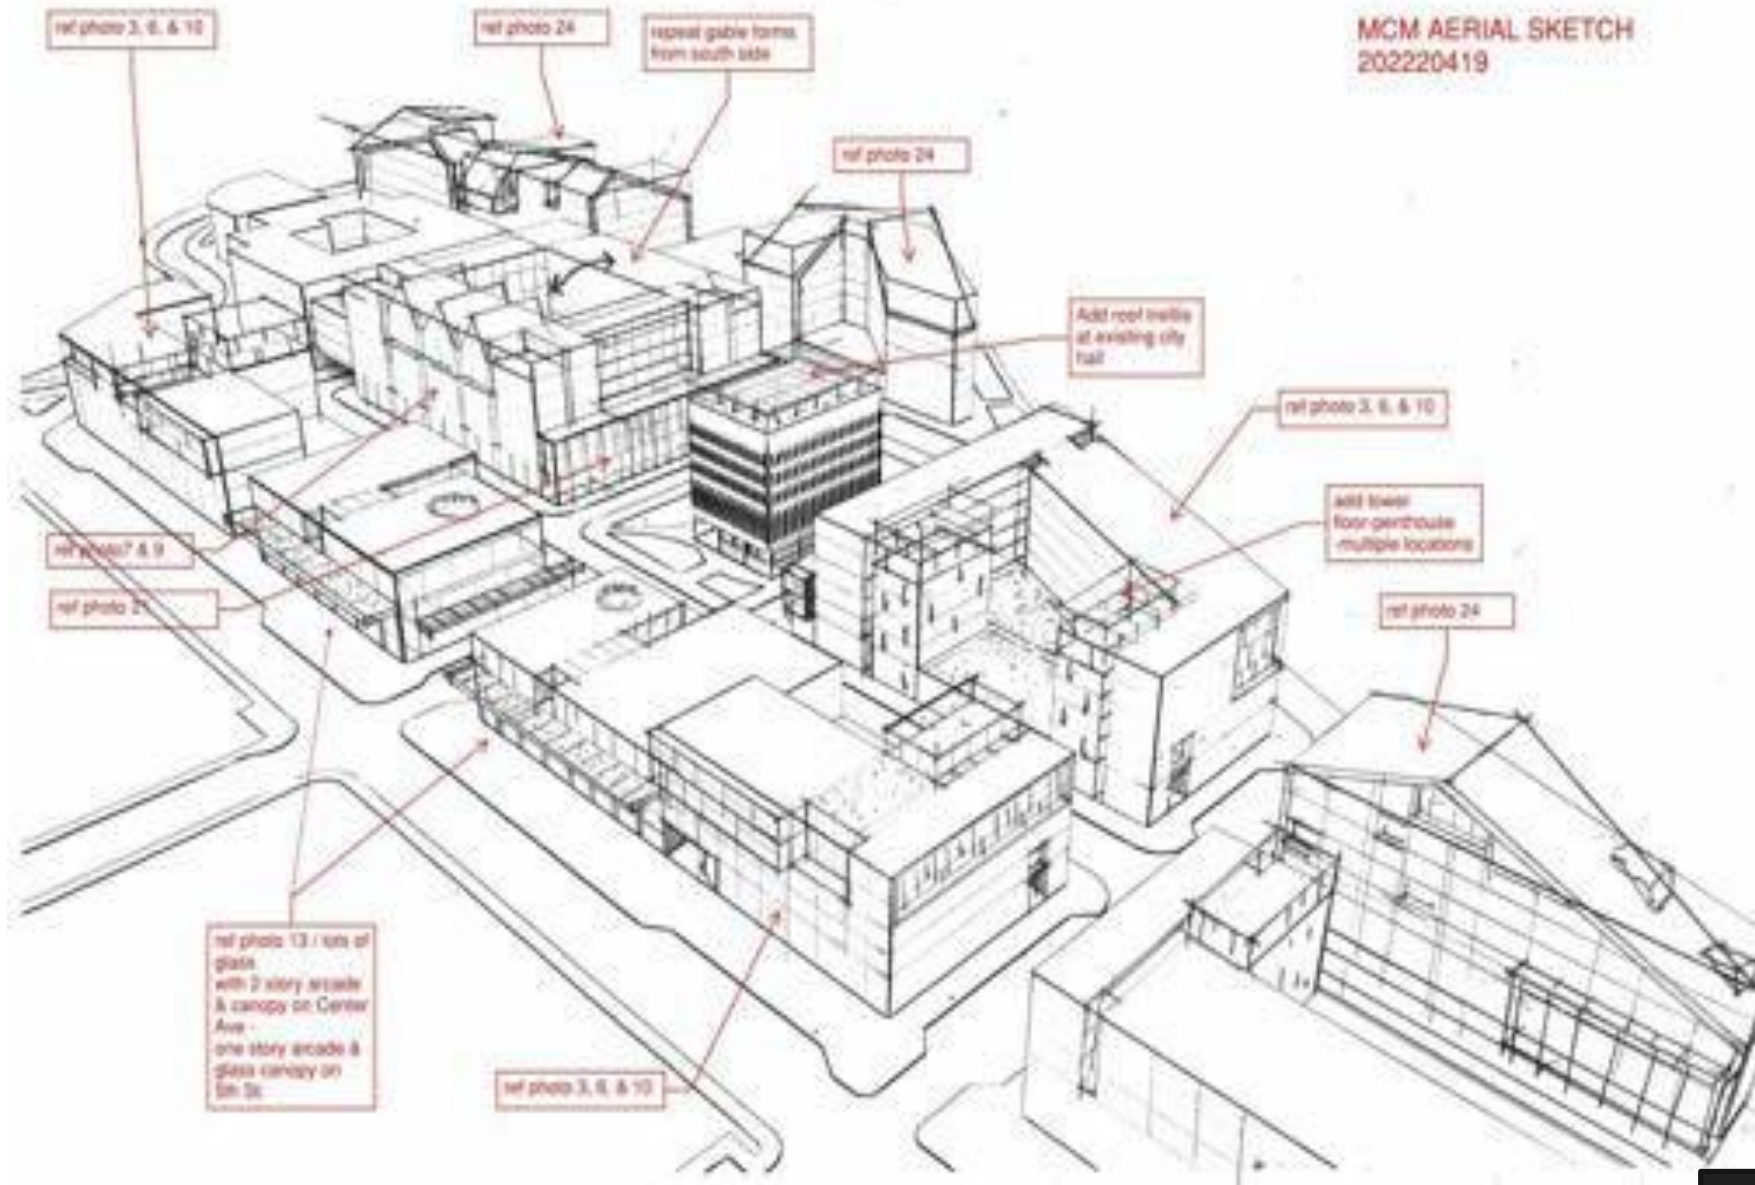 ref photo 3, 6, & 10
ref photo 24
repeat gable forms
from south side
MCM AERIAL SKETCH
202220419
ref photo 24
Add roof trellis
at existing city
hall
ref photo 3, 6, & 10
add tower
floor penthouse
-multiple locations
ref photo7 & 9
ref photo 21
ref photo 24
ref photo 13 / lots of
glass
with 2 story arcade
& canopy on Center
Ave -
one story arcade &
glass canopy on
5th St
ref photo 3, 6, & 10